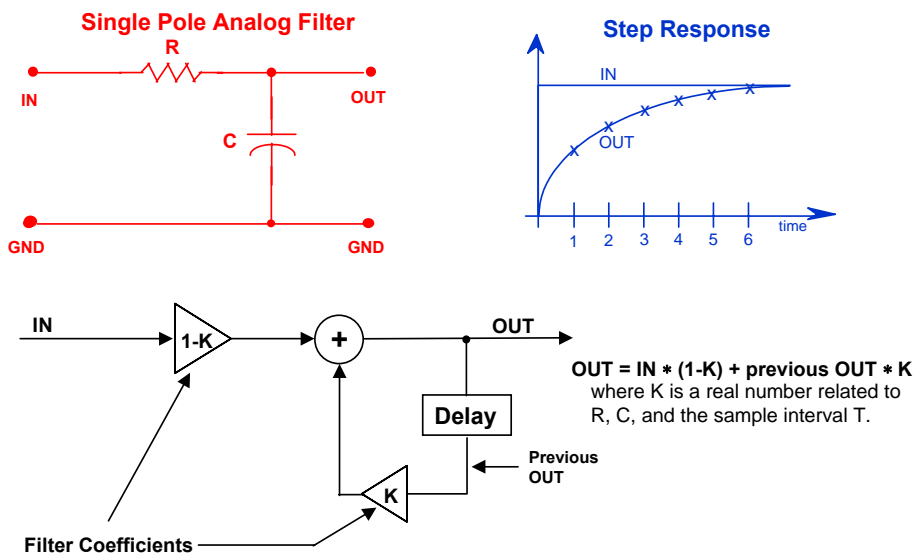 Single Pole Analog Filter
R
IN
OUT
C
GND
GND
Step Response
IN
OUT
x x x x x x
1 2 3 4 5 6
time
IN
1-K
+
OUT
Delay
K
Previous
OUT
Filter Coefficients
OUT = IN * (1-K) + previous OUT * K
where K is a real number related to
R, C, and the sample interval T.